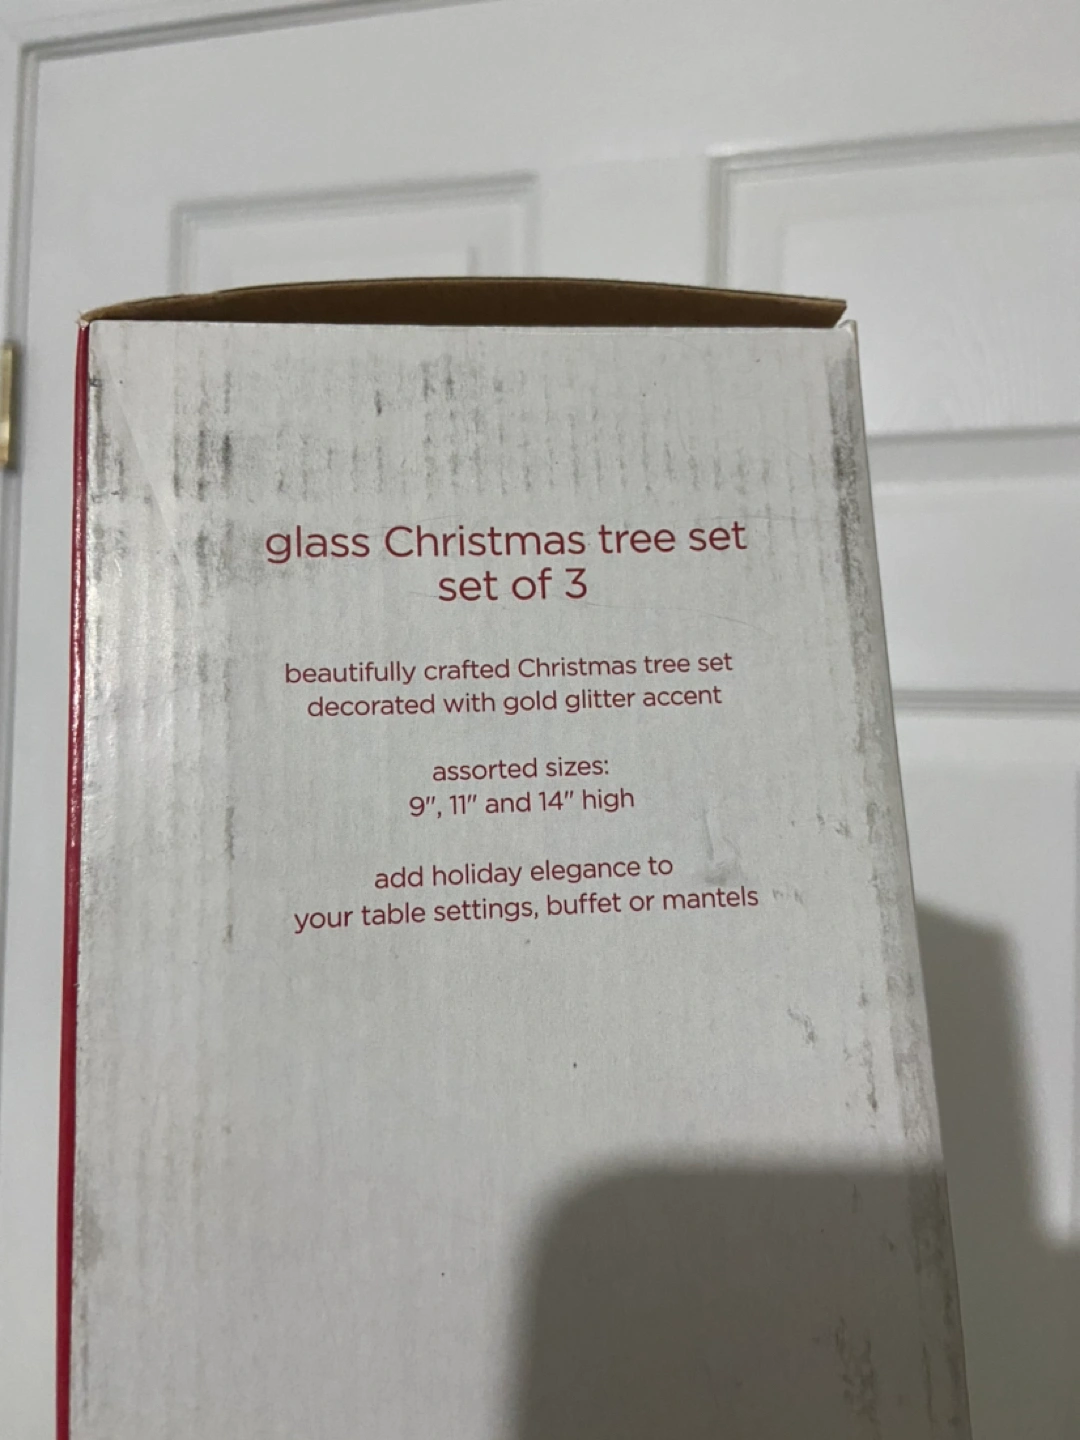 glass Christmas tree set
set of 3
beautifully crafted Christmas tree set
decorated with gold glitter accent
assorted sizes:
9", 11" and 14" high
add holiday elegance to
your table settings, buffet or mantels